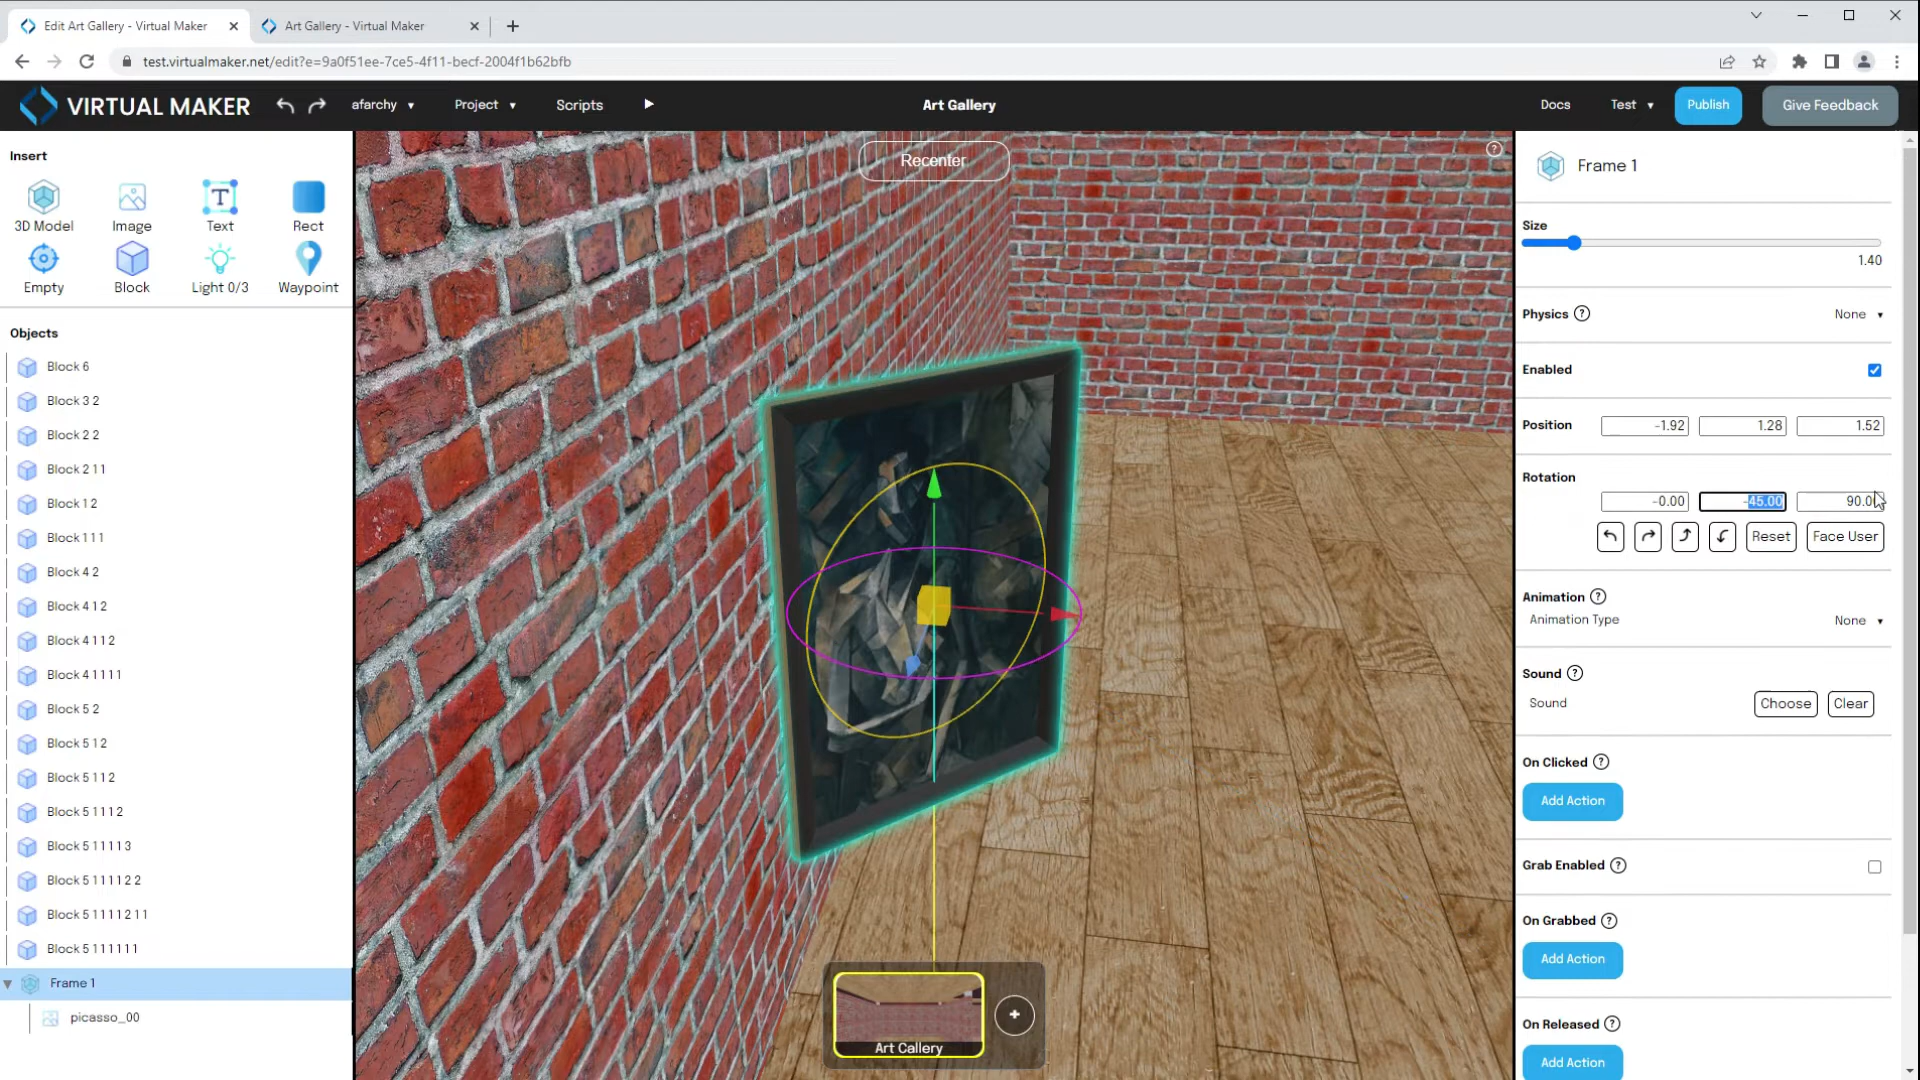 Edit Art Gallery - Virtual Maker
Art Gallery - Virtual Maker
test.virtualmaker.net/edit?e=9a0f51ee-7ce5-4f11-becf-2004f1b62bfb
VIRTUAL MAKER
afarchy
Project
Scripts
Art Gallery
Docs
Test
Publish
Give Feedback
Insert
3D Model
Image
Text
Rect
Empty
Block
Light 0/3
Waypoint
Objects
Block 6
Block 3 2
Block 2 2
Block 2 1 1
Block 1 2
Block 1 1 1
Block 4 2
Block 4 1 2
Block 4 1 1 2
Block 4 1 1 1 1
Block 5 2
Block 5 1 2
Block 5 1 1 2
Block 5 1 1 1 2
Block 5 1 1 1 1 3
Block 5 1 1 1 1 2 2
Block 5 1 1 1 1 2 1 1
Block 5 1 1 1 1 1 1
Frame 1
picasso_00
Recenter
Art Gallery
Frame 1
Size
1.40
Physics
None
Enabled
Position
-1.92
1.28
1.52
Rotation
-0.00
-45.00
90.00
Reset
Face User
Animation
Animation Type
None
Sound
Sound
Choose
Clear
On Clicked
Add Action
Grab Enabled
On Grabbed
Add Action
On Released
Add Action